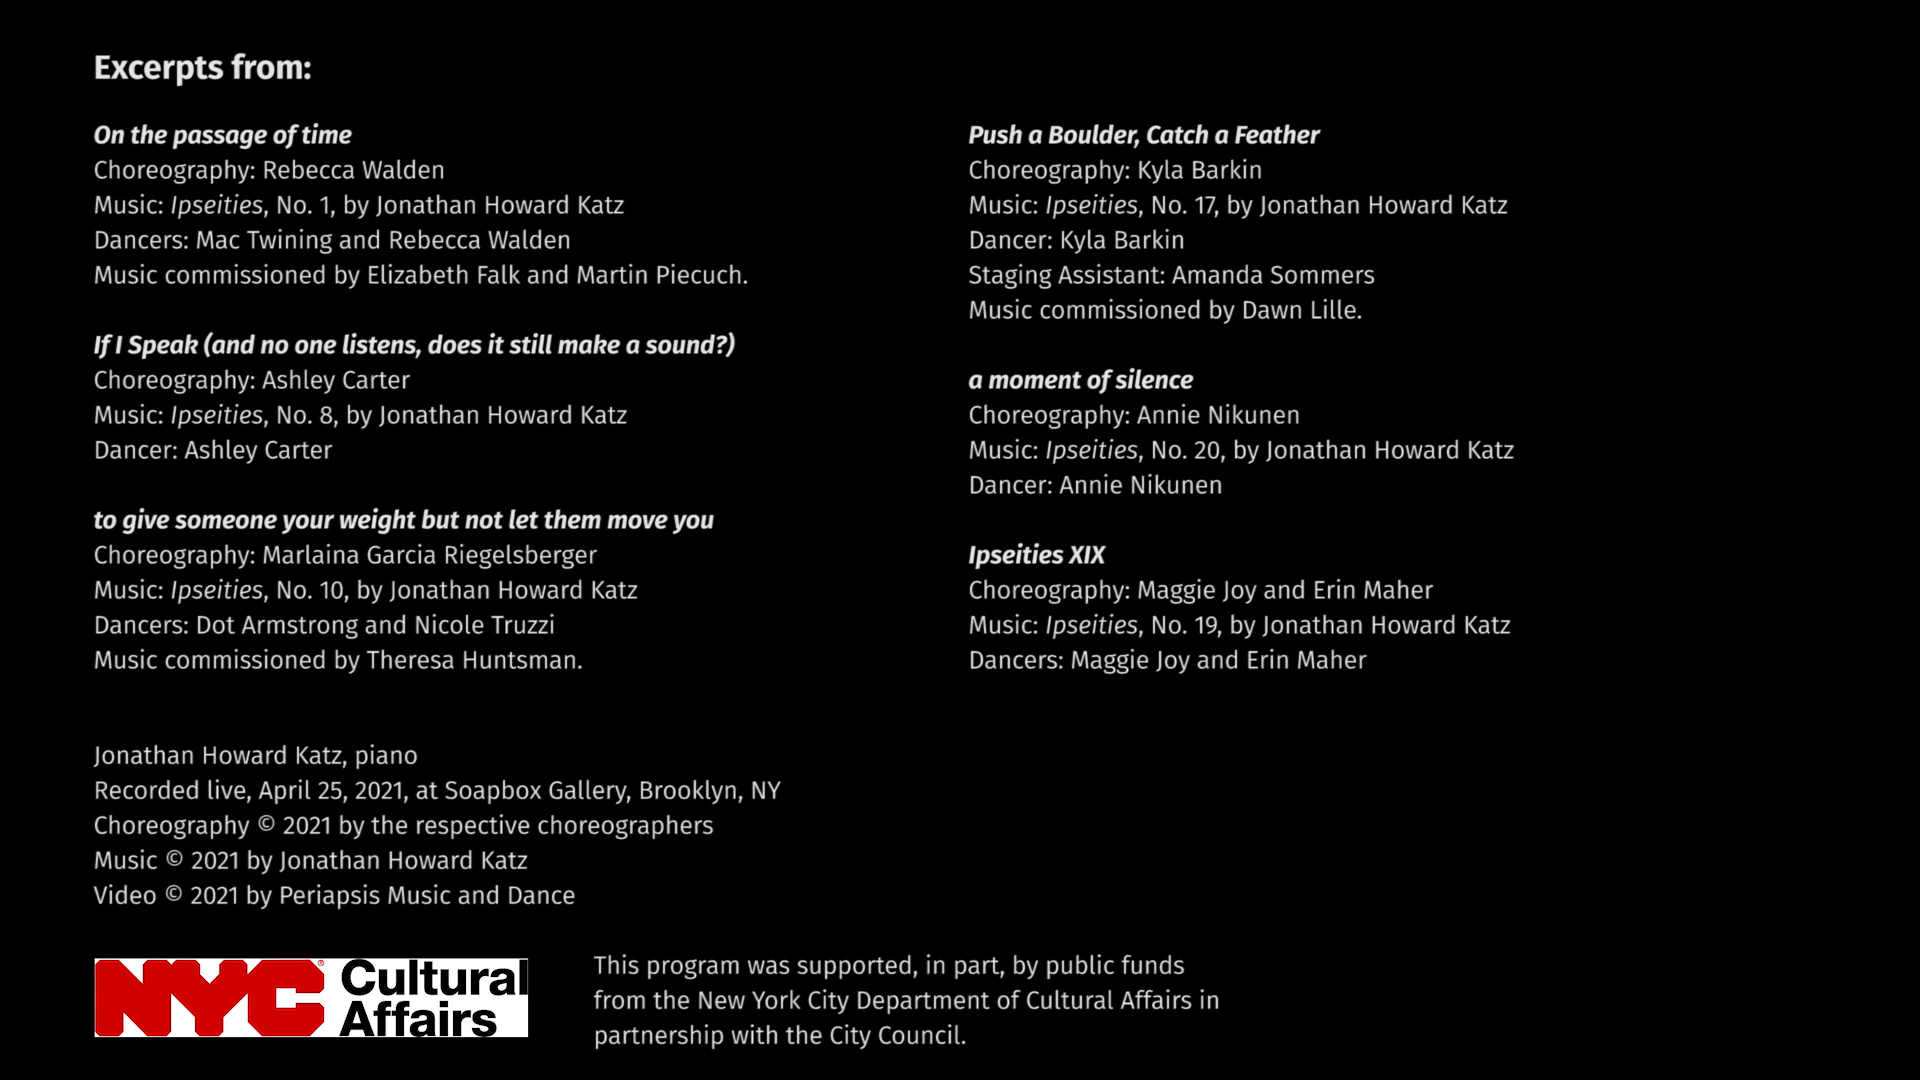 Excerpts from:
On the passage of time
Choreography: Rebecca Walden
Music: Ipseities, No. 1, by Jonathan Howard Katz
Dancers: Mac Twining and Rebecca Walden
Music commissioned by Elizabeth Falk and Martin Piecuch.
If I Speak (and no one listens, does it still make a sound?)
Choreography: Ashley Carter
Music: Ipseities, No. 8, by Jonathan Howard Katz
Dancer: Ashley Carter
to give someone your weight but not let them move you
Choreography: Marlaina Garcia Riegelsberger
Music: Ipseities, No. 10, by Jonathan Howard Katz
Dancers: Dot Armstrong and Nicole Truzzi
Music commissioned by Theresa Huntsman.
Push a Boulder, Catch a Feather
Choreography: Kyla Barkin
Music: Ipseities, No. 17, by Jonathan Howard Katz
Dancer: Kyla Barkin
Staging Assistant: Amanda Sommers
Music commissioned by Dawn Lille.
a moment of silence
Choreography: Annie Nikunen
Music: Ipseities, No. 20, by Jonathan Howard Katz
Dancer: Annie Nikunen
Ipseities XIX
Choreography: Maggie Joy and Erin Maher
Music: Ipseities, No. 19, by Jonathan Howard Katz
Dancers: Maggie Joy and Erin Maher
Jonathan Howard Katz, piano
Recorded live, April 25, 2021, at Soapbox Gallery, Brooklyn, NY
Choreography © 2021 by the respective choreographers
Music © 2021 by Jonathan Howard Katz
Video © 2021 by Periapsis Music and Dance
NYC® Cultural
Affairs
This program was supported, in part, by public funds
from the New York City Department of Cultural Affairs in
partnership with the City Council.